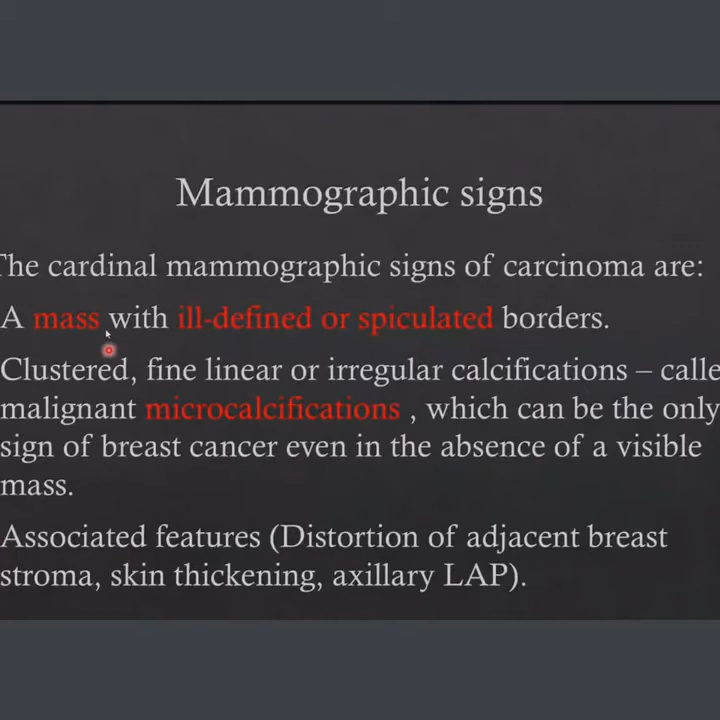 Mammographic signs
The cardinal mammographic signs of carcinoma are:
A mass with ill-defined or spiculated borders.
Clustered, fine linear or irregular calcifications – calle
malignant microcalcifications , which can be the only
sign of breast cancer even in the absence of a visible
mass.
Associated features (Distortion of adjacent breast
stroma, skin thickening, axillary LAP).